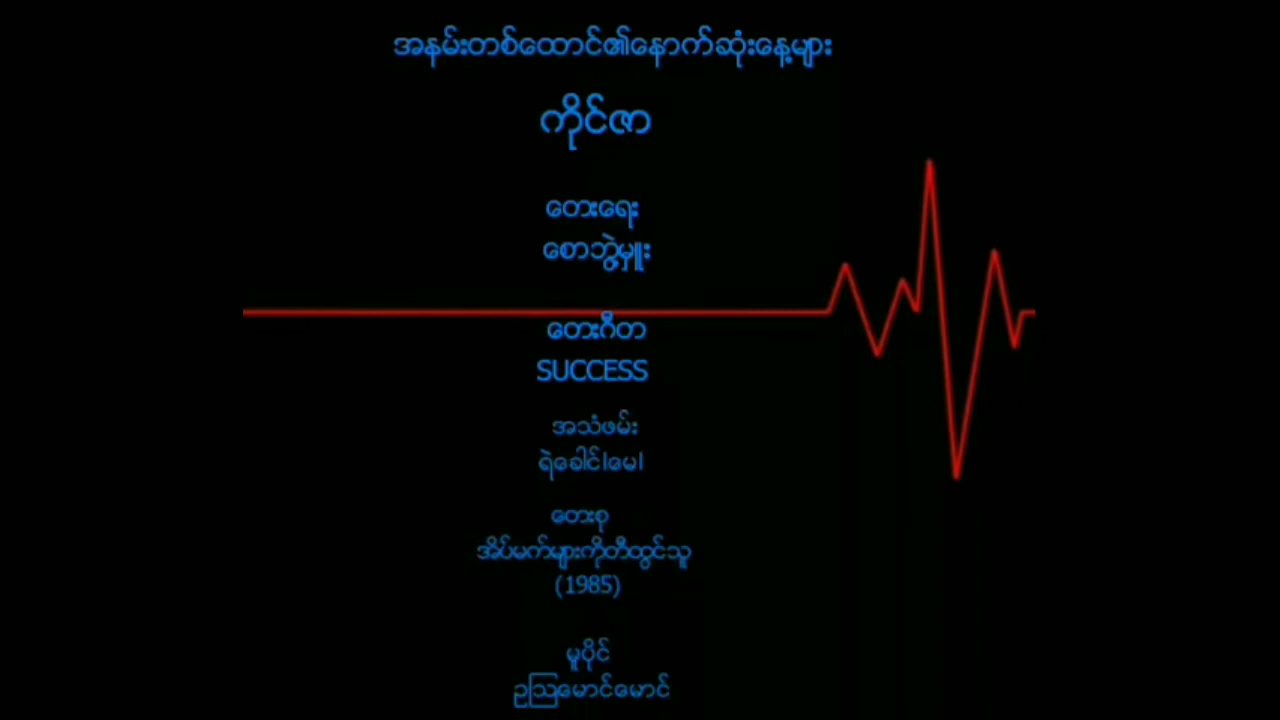 အနမ်းတစ်ထောင်၏နောက်ဆုံးနေ့များ
ကိုင်ဇာ
တေးရေး
စောဘွဲ့မှူး
တေးဂီတ
SUCCESS
အသံဖမ်း
ရဲခေါင်၊မေ၊
တေးစု
အိပ်မက်များကိုတီထွင်သူ
(1985)
မူပိုင်
ဥဩမောင်မောင်